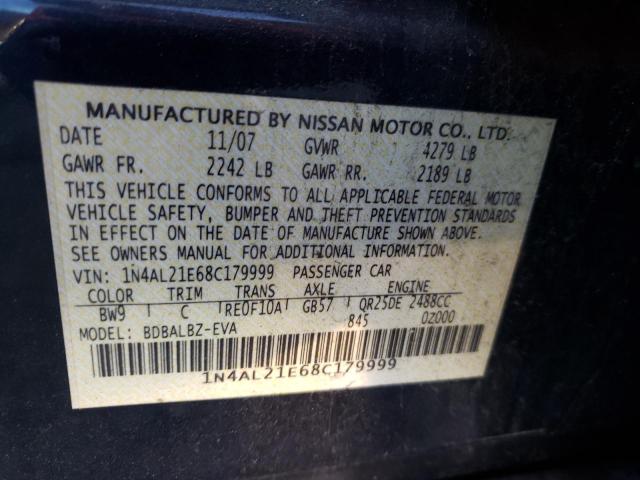 MANUFACTURED BY NISSAN MOTOR CO., LTD.
DATE 11/07 GVWR 4279 LB
GAWR FR. 2242 LB GAWR RR. 2189 LB
THIS VEHICLE CONFORMS TO ALL APPLICABLE FEDERAL MOTOR
VEHICLE SAFETY, BUMPER AND THEFT PREVENTION STANDARDS
IN EFFECT ON THE DATE OF MANUFACTURE SHOWN ABOVE.
SEE OWNERS MANUAL FOR ADDITIONAL INFORMATION.
VIN: 1N4AL21E68C179999 PASSENGER CAR
COLOR TRIM TRANS AXLE ENGINE
BW9 C RE0F10A GB57 QR25DE 2488CC
MODEL: BDBALBZ-EVA 845 0Z000
1N4AL21E68C179999